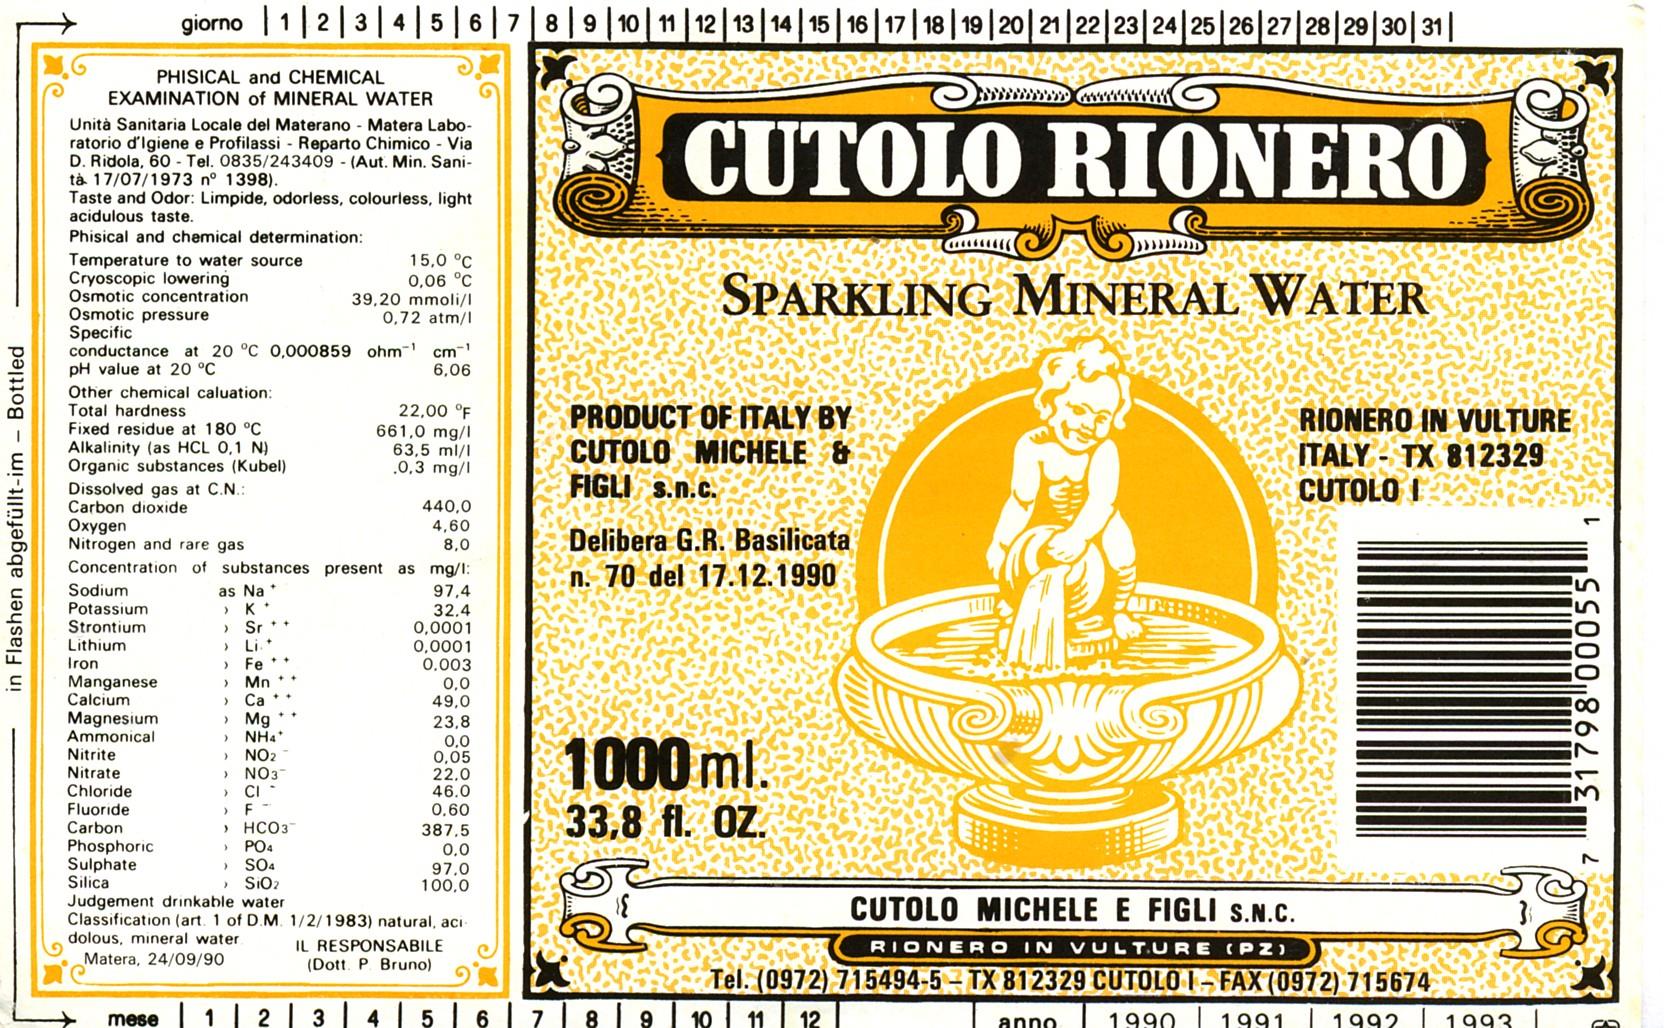 giorno | 1 | 2 | 3 | 4 | 5 | 6 | 7 | 8 | 9 | 10 | 11 | 12 | 13 | 14 | 15 | 16 | 17 | 18 | 19 | 20 | 21 | 22 | 23 | 24 | 25 | 26 | 27 | 28 | 29 | 30 | 31 |
in Flashen abgefüllt-im – Bottled
PHISICAL and CHEMICAL
EXAMINATION of MINERAL WATER
Unità Sanitaria Locale del Materano - Matera Labo-
ratorio d'Igiene e Profilassi - Reparto Chimico - Via
D. Ridola, 60 - Tel. 0835/243409 - (Aut. Min. Sani-
tà 17/07/1973 n° 1398).
Taste and Odor: Limpide, odorless, colourless, light
acidulous taste.
Phisical and chemical determination:
Temperature to water source 15,0 °C
Cryoscopic lowering 0,06 °C
Osmotic concentration 39,20 mmoli/l
Osmotic pressure 0,72 atm/l
Specific
conductance at 20 °C 0,000859 ohm⁻¹ cm⁻¹
pH value at 20 °C 6,06
Other chemical caluation:
Total hardness 22,00 °F
Fixed residue at 180 °C 661,0 mg/l
Alkalinity (as HCL 0,1 N) 63,5 ml/l
Organic substances (Kubel) .0,3 mg/l
Dissolved gas at C.N.:
Carbon dioxide 440,0
Oxygen 4,60
Nitrogen and rare gas 8,0
Concentration of substances present as mg/l:
Sodium as Na⁺ 97,4
Potassium » K⁺ 32,4
Strontium » Sr⁺⁺ 0,0001
Lithium » Li⁺ 0,0001
Iron » Fe⁺⁺ 0.003
Manganese » Mn⁺⁺ 0,0
Calcium » Ca⁺⁺ 49,0
Magnesium » Mg⁺⁺ 23,8
Ammonical » NH₄⁺ 0,0
Nitrite » NO₂⁻ 0,05
Nitrate » NO₃⁻ 22,0
Chloride » Cl⁻ 46,0
Fluoride » F⁻ 0,60
Carbon » HCO₃⁻ 387,5
Phosphoric » PO₄ 0,0
Sulphate » SO₄ 97,0
Silica » SiO₂ 100,0
Judgement drinkable water
Classification (art. 1 of D.M. 1/2/1983) natural, aci-
dolous, mineral water
IL RESPONSABILE
Matera, 24/09/90 (Dott. P. Bruno)
CUTOLO RIONERO
SPARKLING MINERAL WATER
PRODUCT OF ITALY BY
CUTOLO MICHELE &
FIGLI s.n.c.
Delibera G.R. Basilicata
n. 70 del 17.12.1990
RIONERO IN VULTURE
ITALY - TX 812329
CUTOLO I
7 31798 00055 1
1000 ml.
33,8 fl. OZ.
CUTOLO MICHELE E FIGLI S.N.C.
RIONERO IN VULTURE (PZ)
Tel. (0972) 715494-5 – TX 812329 CUTOLO I – FAX (0972) 715674
mese | 1 | 2 | 3 | 4 | 5 | 6 | 7 | 8 | 9 | 10 | 11 | 12 | anno | 1990 | 1991 | 1992 | 1993